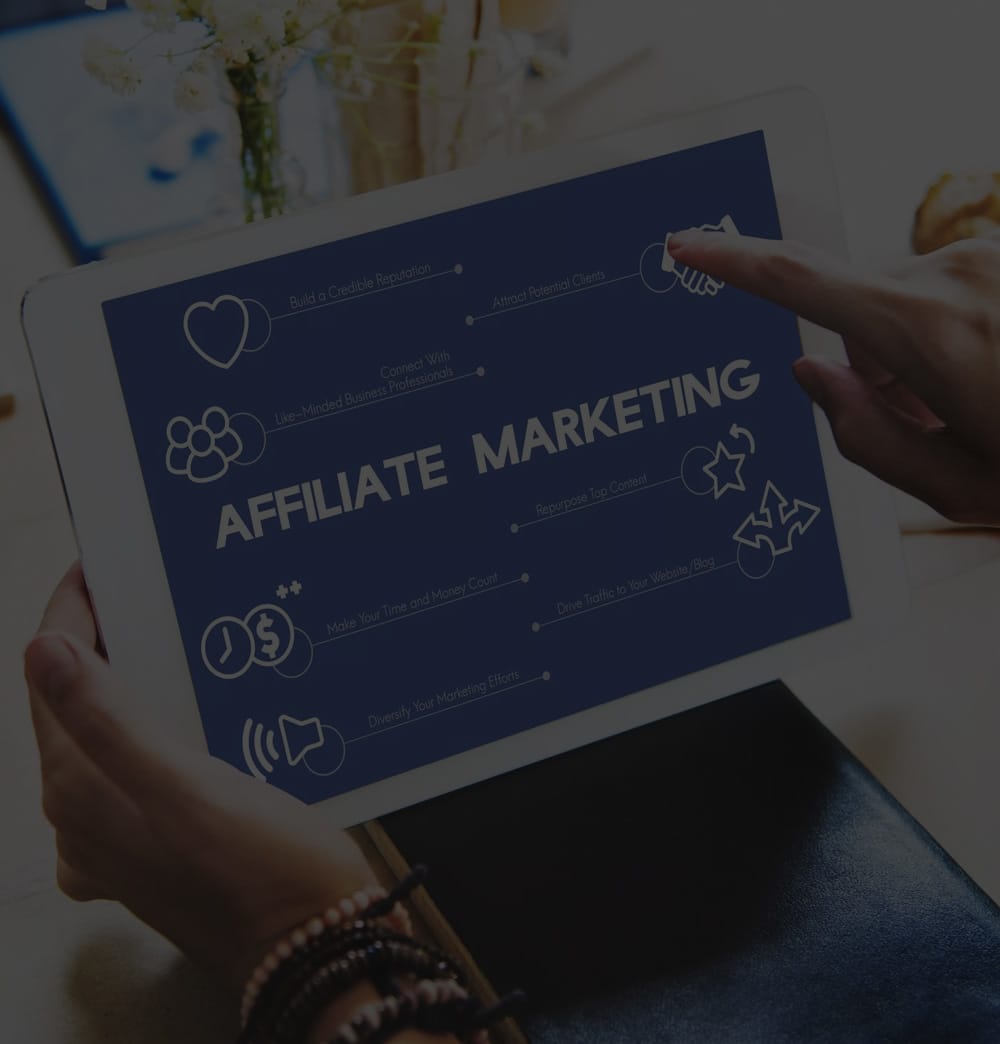 Build a Credible Reputation
Attract Potential Clients
Connect With
Like-Minded Business Professionals
AFFILIATE MARKETING
Repurpose Top Content
Make Your Time and Money Count
Drive Traffic to Your Website/Blog
Diversify Your Marketing Efforts